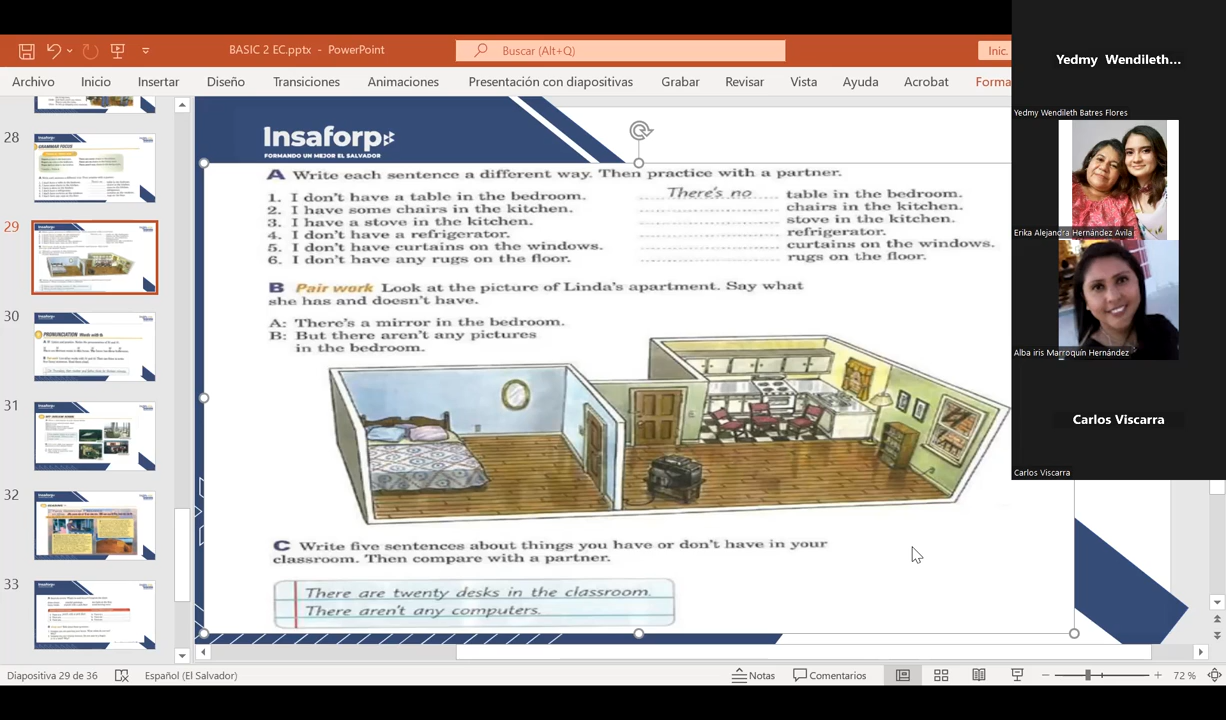 BASIC 2 EC.pptx - PowerPoint
Buscar (Alt+Q)
Inic.
Archivo Inicio Insertar Diseño Transiciones Animaciones Presentación con diapositivas Grabar Revisar Vista Ayuda Acrobat Forma
28
29
30
31
32
33
Insaforp
FORMANDO UN MEJOR EL SALVADOR
A Write each sentence a different way. Then practice with a partner.
1. I don't have a table in the bedroom. There's no table in the bedroom.
2. I have some chairs in the kitchen. chairs in the kitchen.
3. I have a stove in the kitchen. stove in the kitchen.
4. I don't have a refrigerator. refrigerator.
5. I don't have curtains on the windows. curtains on the windows.
6. I don't have any rugs on the floor. rugs on the floor.
B Pair work Look at the picture of Linda's apartment. Say what
she has and doesn't have.
A: There's a mirror in the bedroom.
B: But there aren't any pictures
in the bedroom.
C Write five sentences about things you have or don't have in your
classroom. Then compare with a partner.
There are twenty desks in the classroom.
There aren't any computers.
Yedmy Wendileth...
Yedmy Wendileth Batres Flores
Erika Alejandra Hernández Avila
Alba iris Marroquín Hernández
Carlos Viscarra
Carlos Viscarra
Diapositiva 29 de 36 Español (El Salvador) Notas Comentarios 72 %